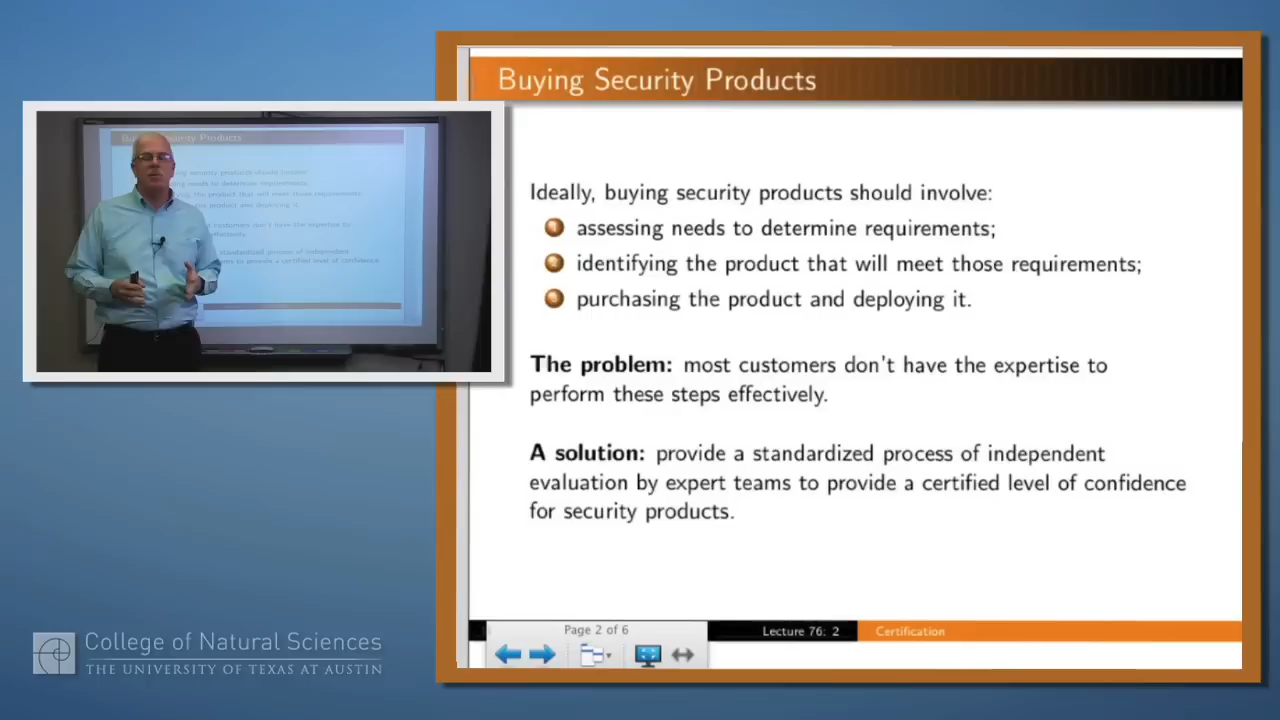 Buying Security Products
Ideally, buying security products should involve:
1 assessing needs to determine requirements;
2 identifying the product that will meet those requirements;
3 purchasing the product and deploying it.
The problem: most customers don't have the expertise to
perform these steps effectively.
A solution: provide a standardized process of independent
evaluation by expert teams to provide a certified level of confidence
for security products.
Page 2 of 6
Lecture 76: 2
Certification
College of Natural Sciences
THE UNIVERSITY OF TEXAS AT AUSTIN